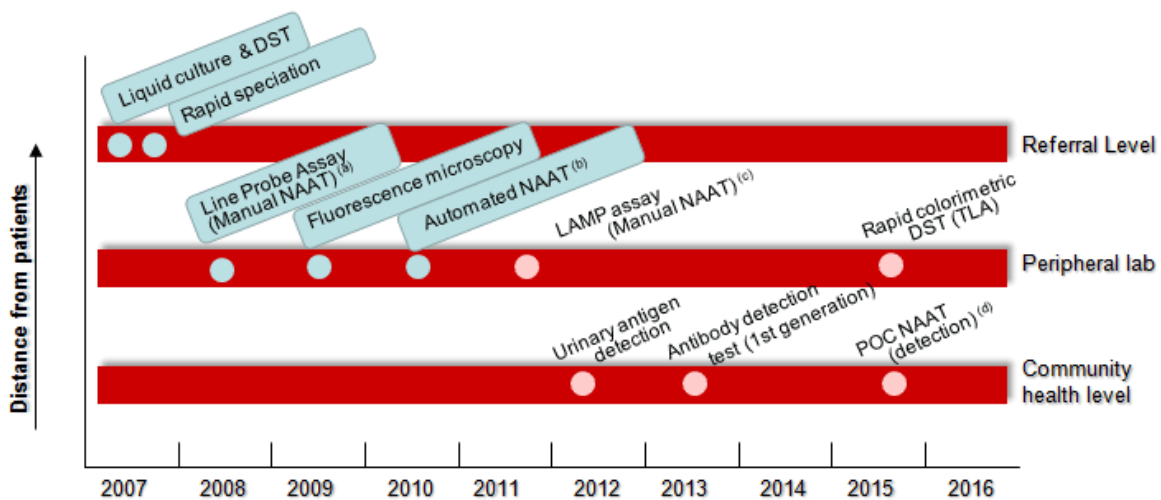 Liquid culture & DST
Rapid speciation
Referral Level
Line Probe Assay
(Manual NAAT) (a)
Fluorescence microscopy
Automated NAAT (b)
LAMP assay
(Manual NAAT) (c)
Rapid colorimetric
DST (TLA)
Peripheral lab
Urinary antigen
detection
Antibody detection
test (1st generation)
POC NAAT
(detection) (d)
Community
health level
Distance from patients
2007 2008 2009 2010 2011 2012 2013 2014 2015 2016